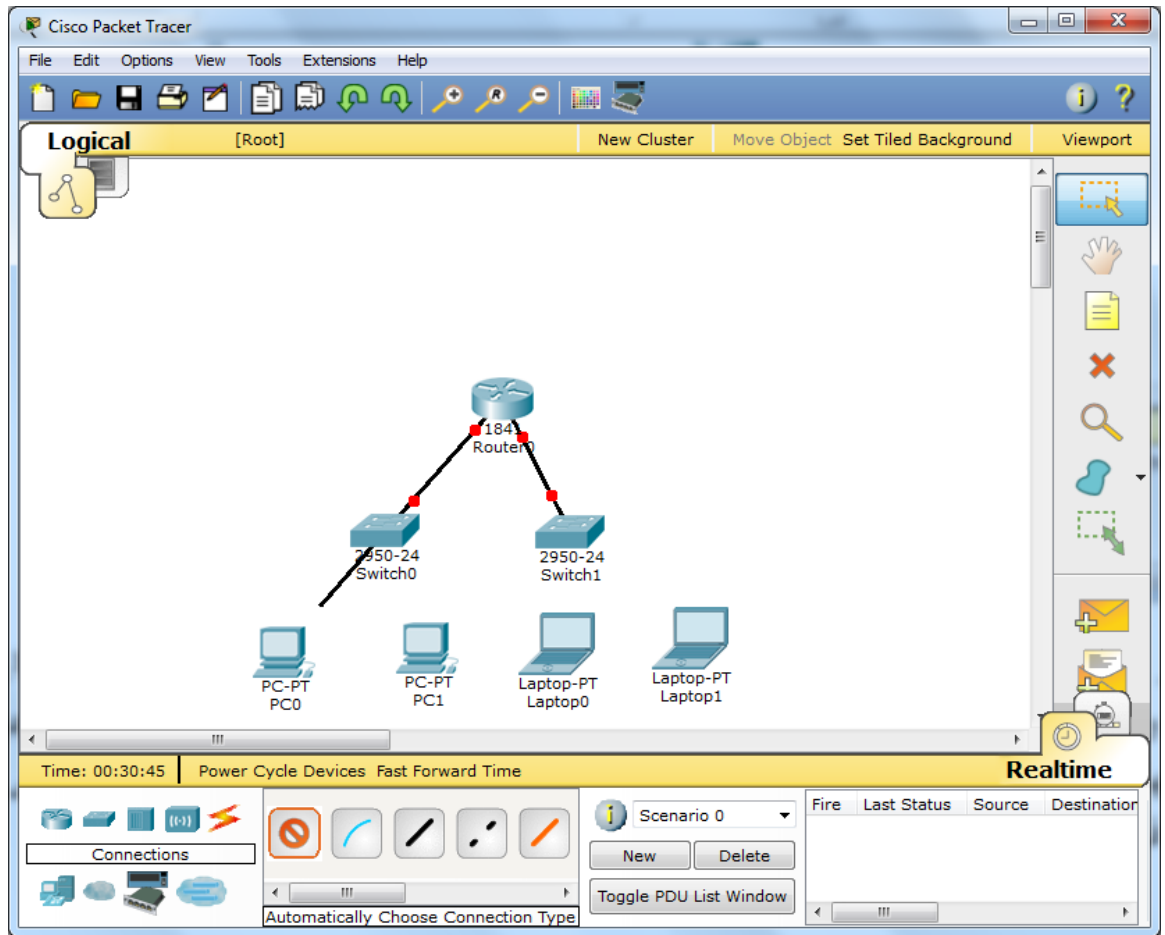 Cisco Packet Tracer
File Edit Options View Tools Extensions Help
Logical [Root] New Cluster Move Object Set Tiled Background Viewport
1841
Router0
2950-24
Switch0
2950-24
Switch1
PC-PT
PC0
PC-PT
PC1
Laptop-PT
Laptop0
Laptop-PT
Laptop1
Time: 00:30:45 Power Cycle Devices Fast Forward Time Realtime
Connections
Automatically Choose Connection Type
Scenario 0
New Delete
Toggle PDU List Window
Fire Last Status Source Destination